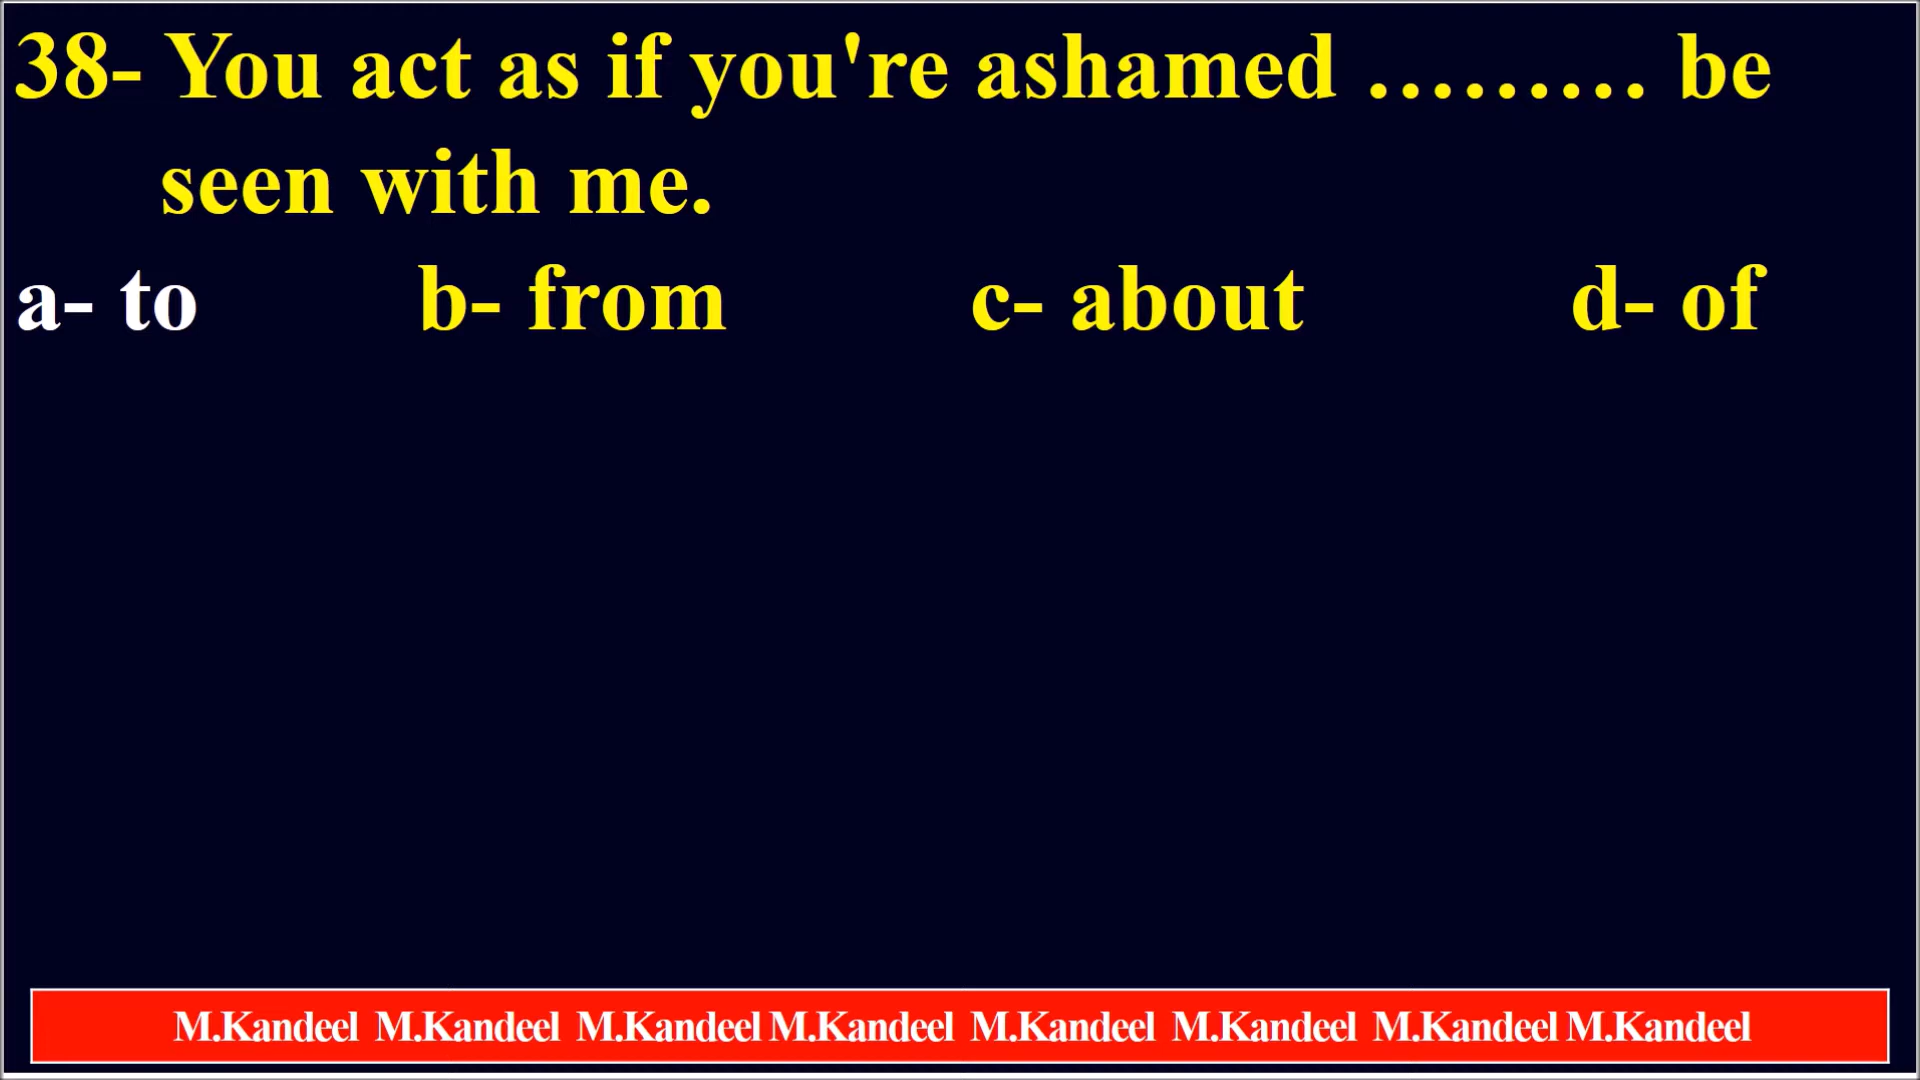 38- You act as if you're ashamed ……… be
seen with me.
a- to b- from c- about d- of
M.Kandeel M.Kandeel M.Kandeel M.Kandeel M.Kandeel M.Kandeel M.Kandeel M.Kandeel